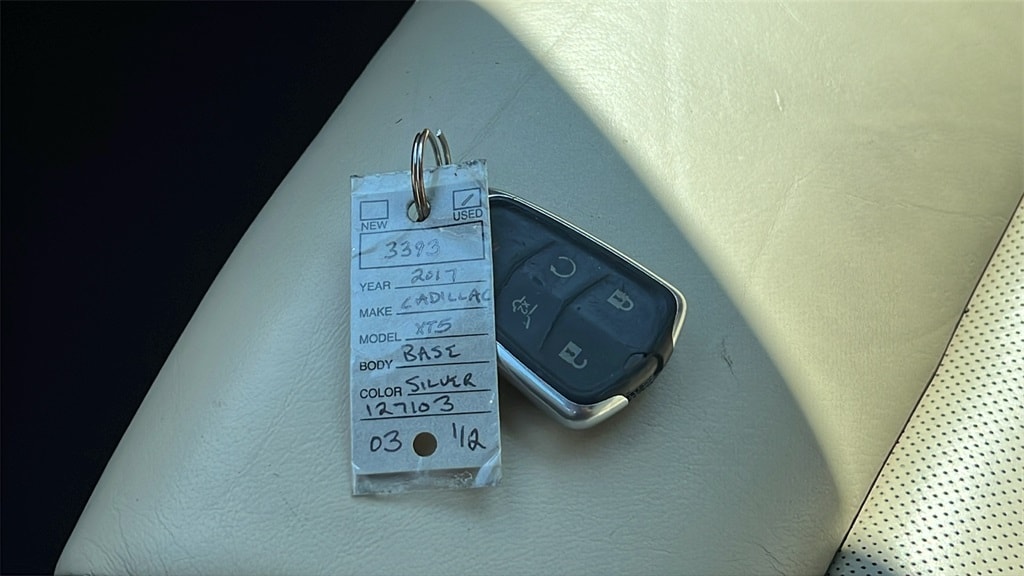 NEW USED
3393
YEAR 2017
MAKE CADILLAC
MODEL XT5
BODY BASE
COLOR SILVER
127103
03 1/2